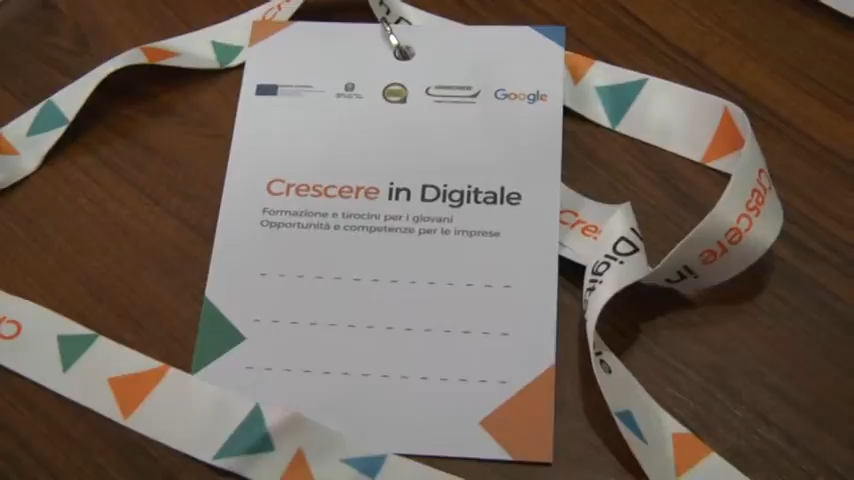 Google
Crescere in Digitale
Formazione e tirocini per i giovani
Opportunità e competenze per le imprese
Crescere in
Digitale